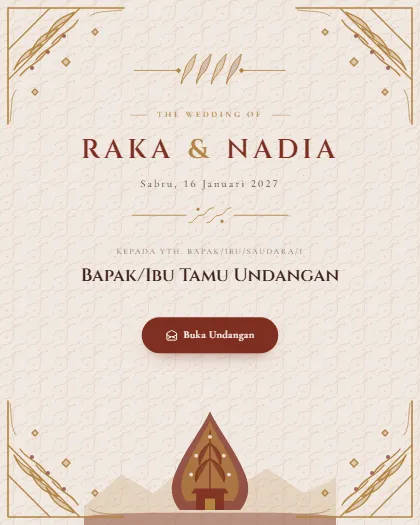 THE WEDDING OF
RAKA & NADIA
Sabtu, 16 Januari 2027
KEPADA YTH. BAPAK/IBU/SAUDARA/I
BAPAK/IBU TAMU UNDANGAN
Buka Undangan